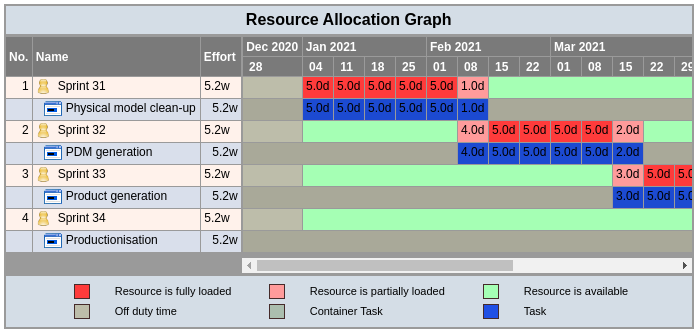 Resource Allocation Graph
No. Name Effort Dec 2020 Jan 2021 Feb 2021 Mar 2021
28 04 11 18 25 01 08 15 22 01 08 15 22 29
1 Sprint 31 5.2w 5.0d 5.0d 5.0d 5.0d 5.0d 1.0d
Physical model clean-up 5.2w 5.0d 5.0d 5.0d 5.0d 5.0d 1.0d
2 Sprint 32 5.2w 4.0d 5.0d 5.0d 5.0d 5.0d 2.0d
PDM generation 5.2w 4.0d 5.0d 5.0d 5.0d 5.0d 2.0d
3 Sprint 33 5.2w 3.0d 5.0d 5.0
Product generation 5.2w 3.0d 5.0d 5.0
4 Sprint 34 5.2w
Productionisation 5.2w
Resource is fully loaded Resource is partially loaded Resource is available
Off duty time Container Task Task